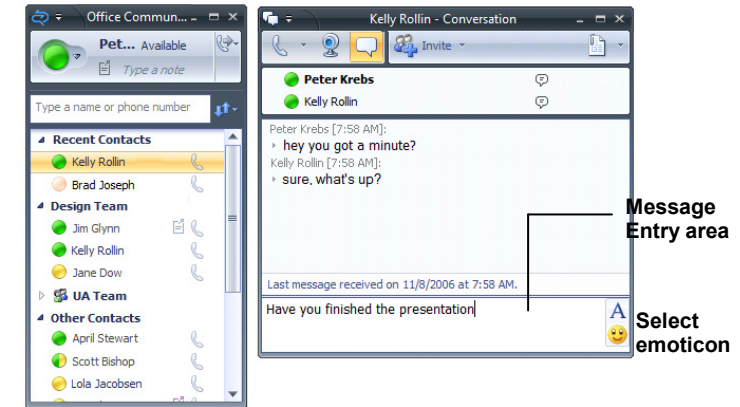 Office Commun...
Pet... Available
Type a note
Type a name or phone number
Recent Contacts
Kelly Rollin
Brad Joseph
Design Team
Jim Glynn
Kelly Rollin
Jane Dow
UA Team
Other Contacts
April Stewart
Scott Bishop
Lola Jacobsen
Kelly Rollin - Conversation
Invite
Peter Krebs
Kelly Rollin
Peter Krebs [7:58 AM]:
hey you got a minute?
Kelly Rollin [7:58 AM]:
sure, what's up?
Last message received on 11/8/2006 at 7:58 AM.
Have you finished the presentation
A
Message
Entry area
Select
emoticon